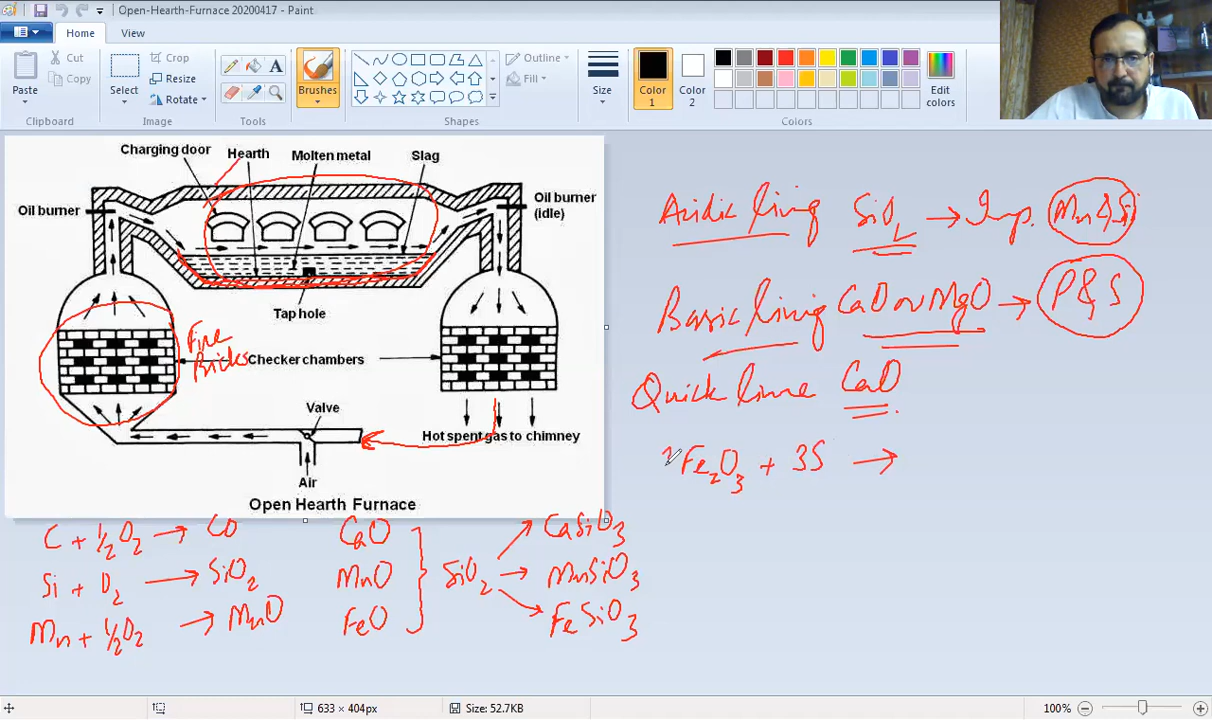 Open-Hearth-Furnace 20200417 - Paint
Home View
Paste
Cut
Copy
Clipboard
Select
Crop
Resize
Rotate
Image
A
Tools
Brushes
Outline
Fill
Shapes
Size
Color 1
Color 2
Edit colors
Colors
Charging door Hearth Molten metal Slag
Oil burner
Oil burner (idle)
Tap hole
Fire Bricks
Checker chambers
Valve
Hot spent gas to chimney
Air
Open Hearth Furnace
Acidic lining SiO2 → Imp. Mn & Si
Basic lining CaO or MgO → P & S
Quick lime CaO.
2Fe2O3 + 3S →
C + 1/2O2 → CO
Si + O2 → SiO2
Mn + 1/2O2 → MnO
CaO
MnO
FeO
SiO2
→ CaSiO3
→ MnSiO3
→ FeSiO3
633 × 404px
Size: 52.7KB
100%